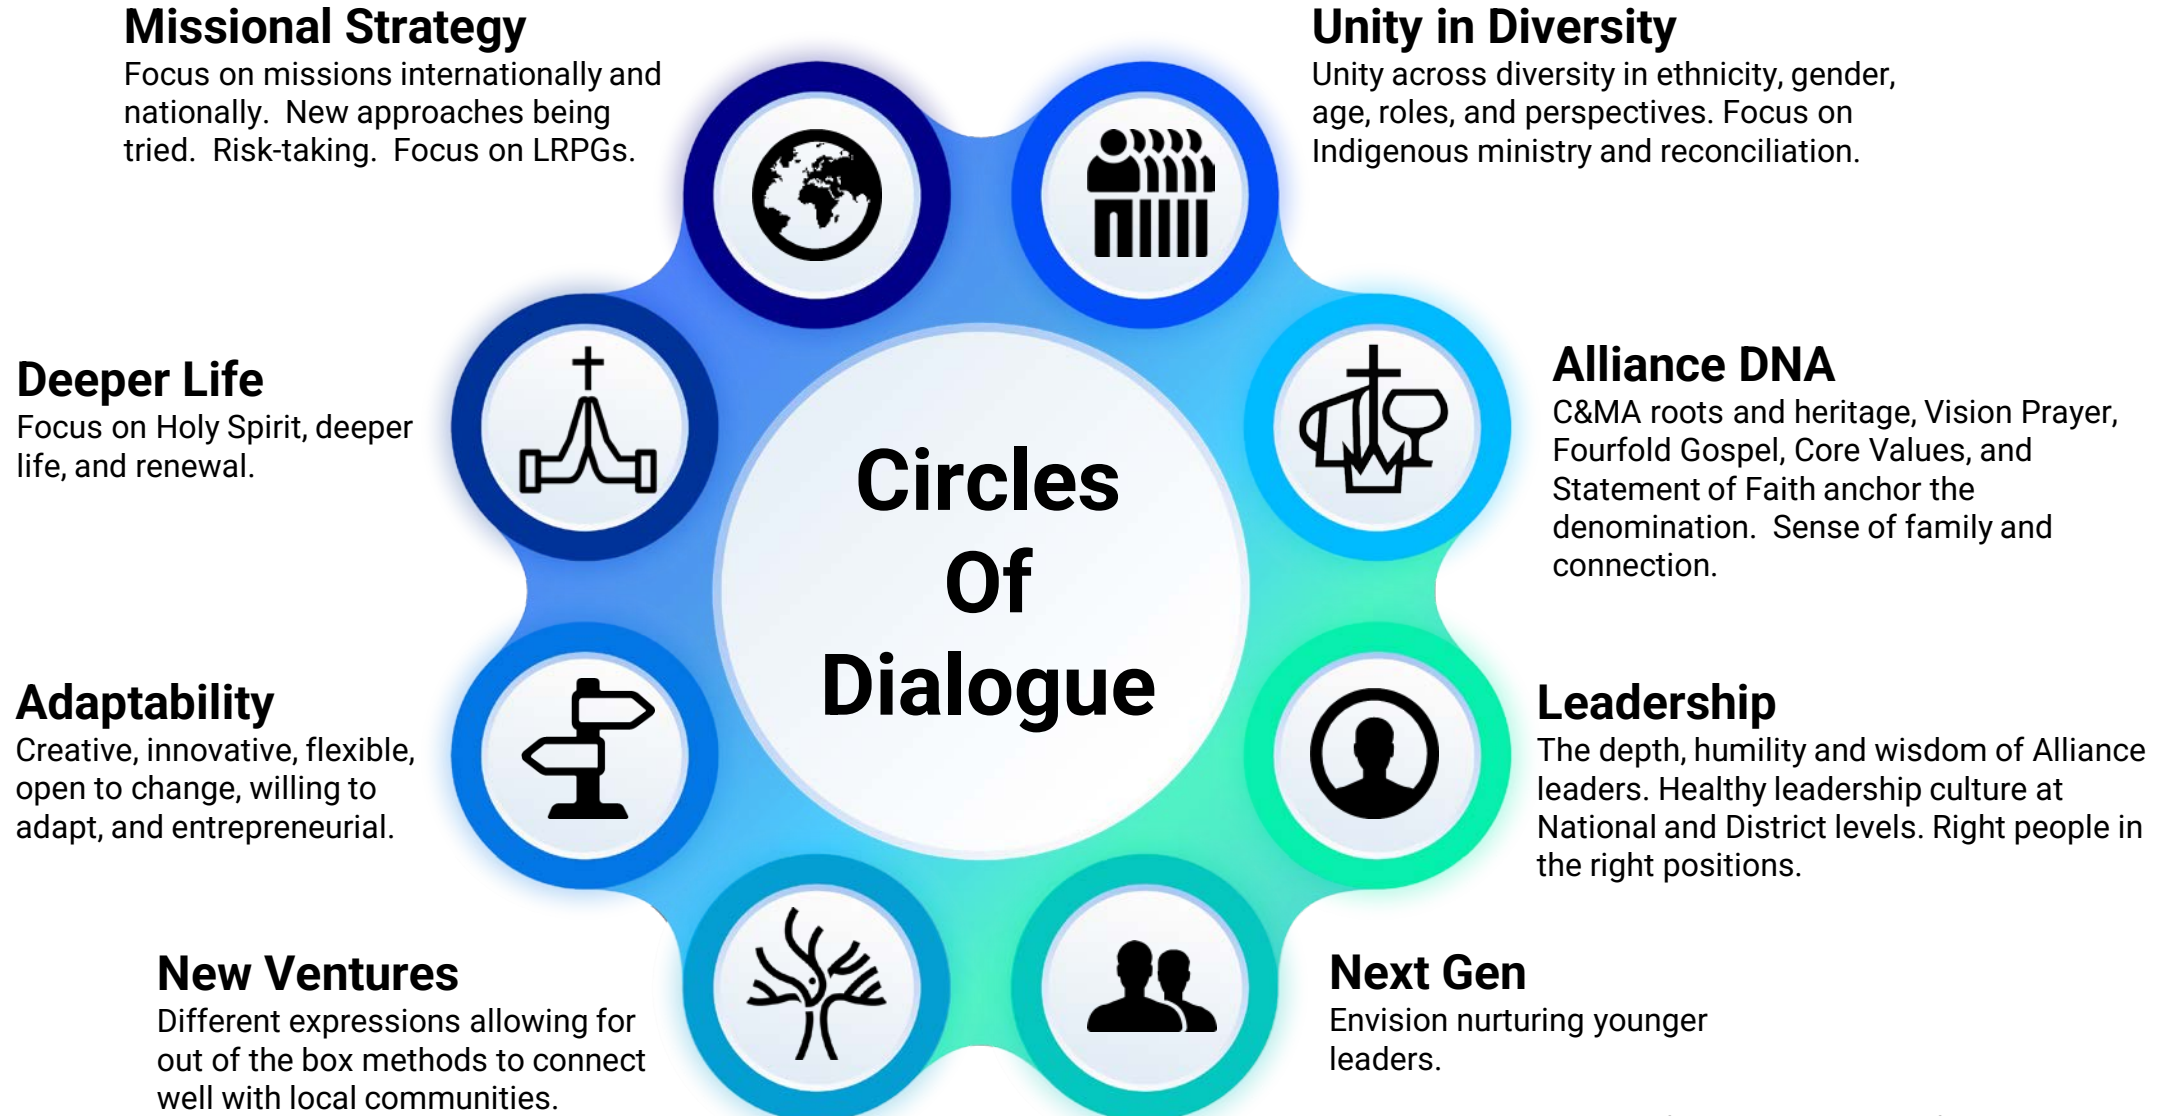 Missional Strategy
Focus on missions internationally and
nationally.  New approaches being
tried.  Risk-taking.  Focus on LRPGs.
Unity in Diversity
Unity across diversity in ethnicity, gender,
age, roles, and perspectives. Focus on
Indigenous ministry and reconciliation.
Deeper Life
Focus on Holy Spirit, deeper
life, and renewal.
Circles
Of
Dialogue
Alliance DNA
C&MA roots and heritage, Vision Prayer,
Fourfold Gospel, Core Values, and
Statement of Faith anchor the
denomination.  Sense of family and
connection.
Adaptability
Creative, innovative, flexible,
open to change, willing to
adapt, and entrepreneurial.
Leadership
The depth, humility and wisdom of Alliance
leaders. Healthy leadership culture at
National and District levels. Right people in
the right positions.
New Ventures
Different expressions allowing for
out of the box methods to connect
well with local communities.
Next Gen
Envision nurturing younger
leaders.